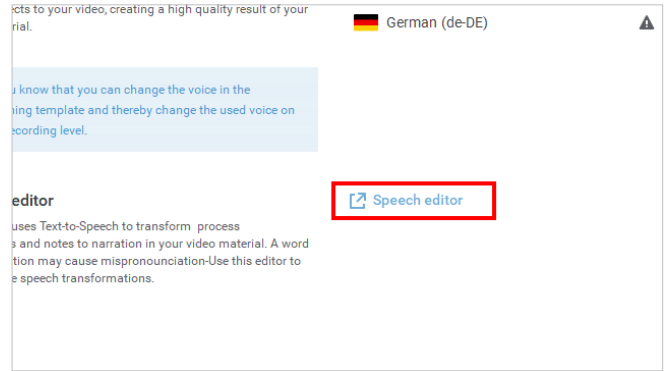 ects to your video, creating a high quality result of your
rial.
German (de-DE)
u know that you can change the voice in the
ning template and thereby change the used voice on
ecording level.
editor
uses Text-to-Speech to transform process
s and notes to narration in your video material. A word
tion may cause mispronounciation-Use this editor to
e speech transformations.
Speech editor